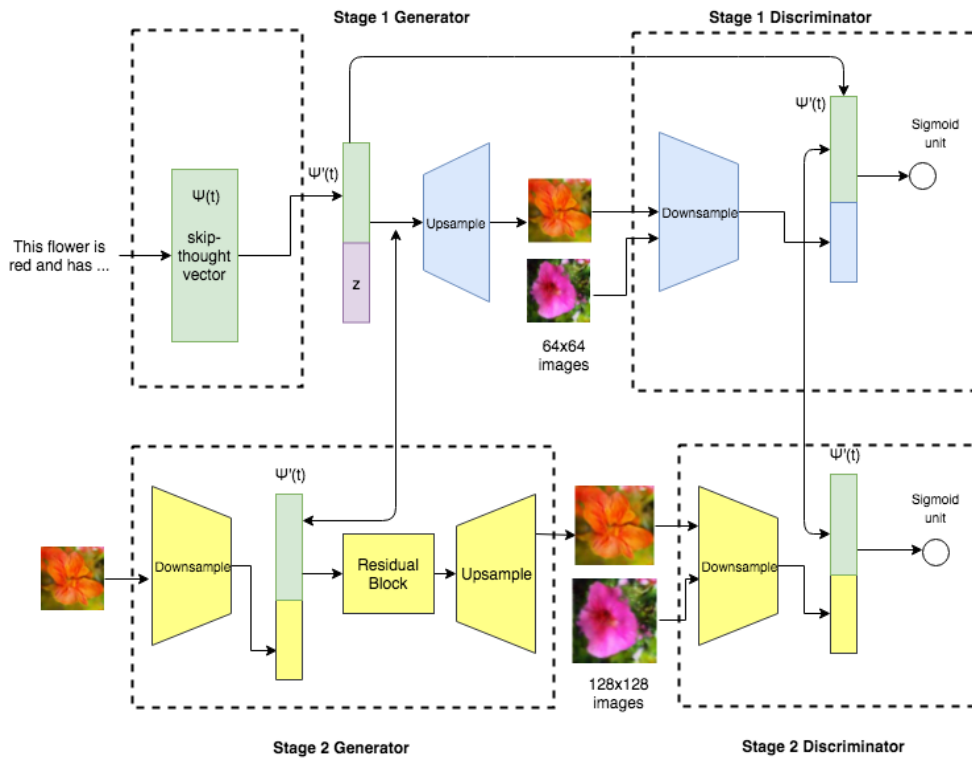 Stage 1 Generator
Stage 1 Discriminator
Ψ'(t)
Sigmoid
unit
Ψ(t)
skip-
thought
vector
Ψ'(t)
Upsample
Downsample
This flower is
red and has ...
z
64x64
images
Ψ'(t)
Ψ'(t)
Sigmoid
unit
Downsample
Residual
Block
Upsample
Downsample
128x128
images
Stage 2 Generator
Stage 2 Discriminator